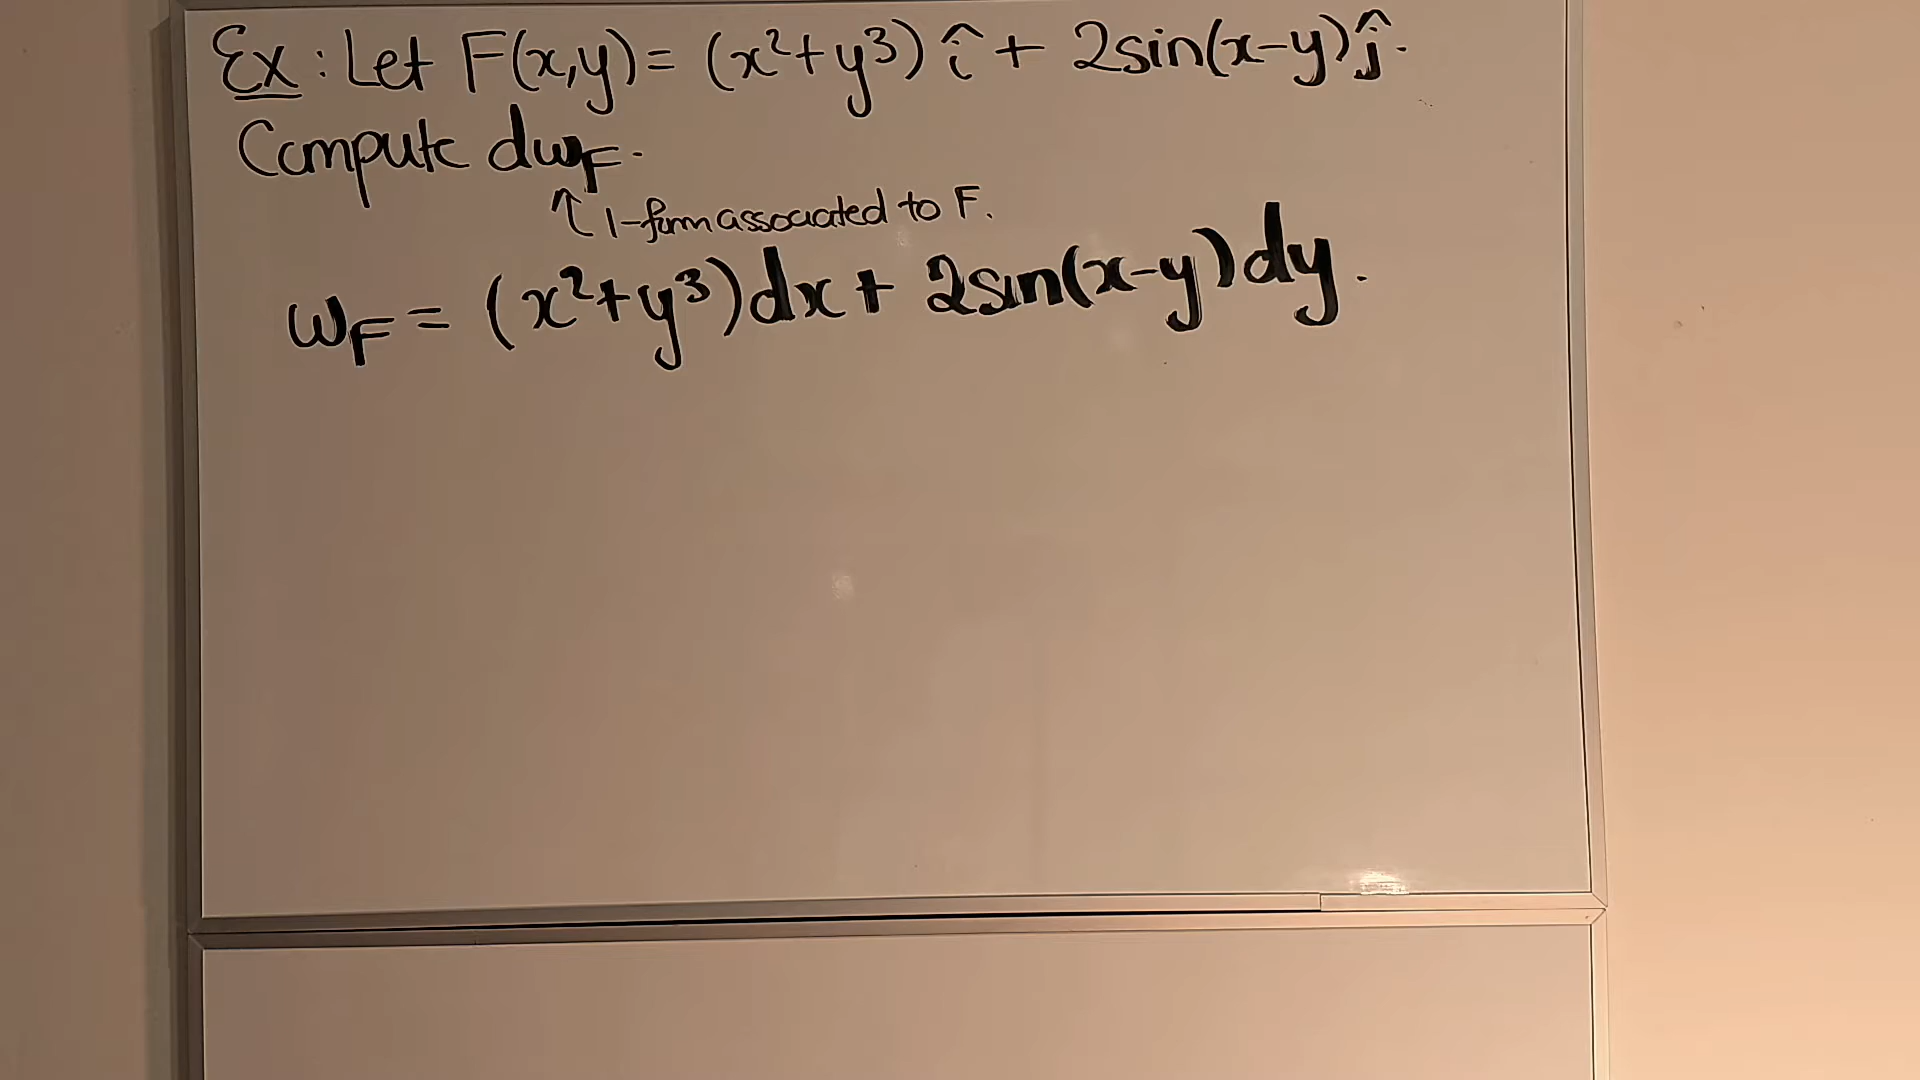 Ex: Let F(x,y) = (x²+y³) î + 2sin(x-y) ĵ.
Compute dω_F.
↑ 1-form associated to F.
ω_F = (x²+y³)dx + 2sin(x-y)dy.